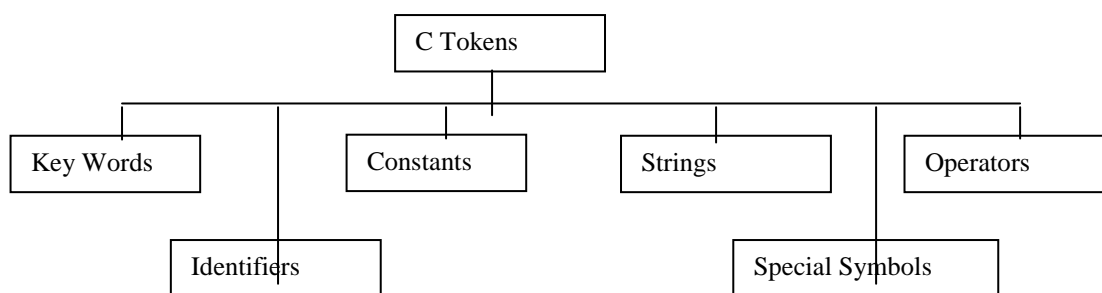 C Tokens
Key Words
Constants
Strings
Operators
Identifiers
Special Symbols